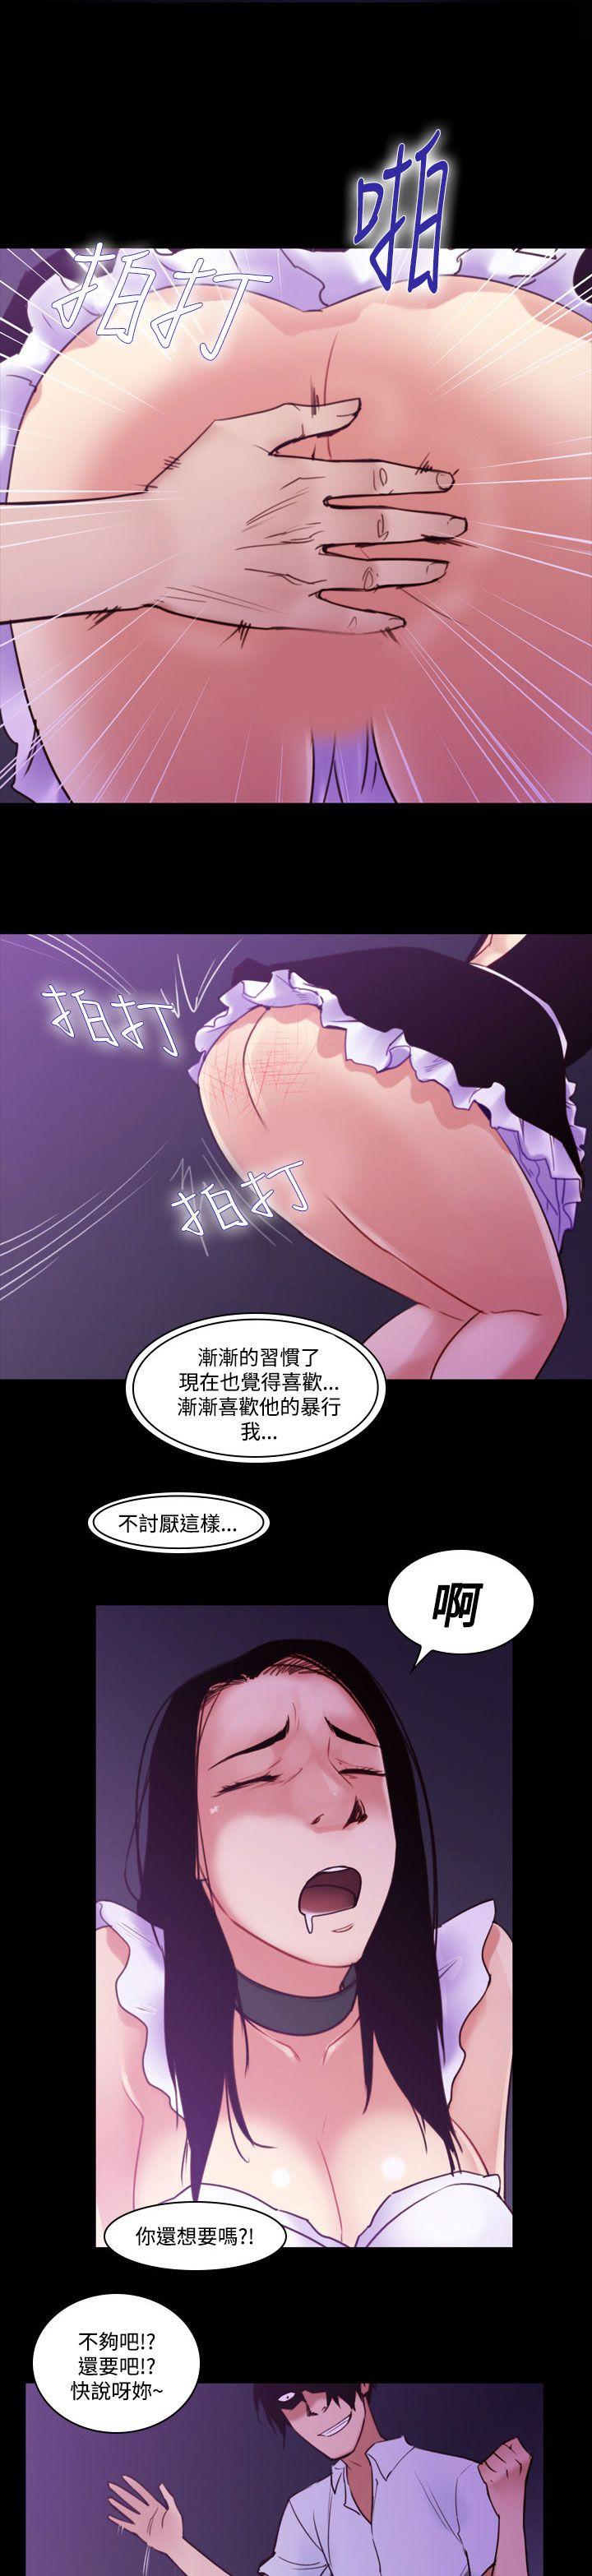 啪
拍打
拍打
拍打
漸漸的習慣了
現在也覺得喜歡...
漸漸喜歡他的暴行
我...
不討厭這樣...
啊
你還想要嗎?!
不夠吧!?
還要吧!?
快說呀妳~